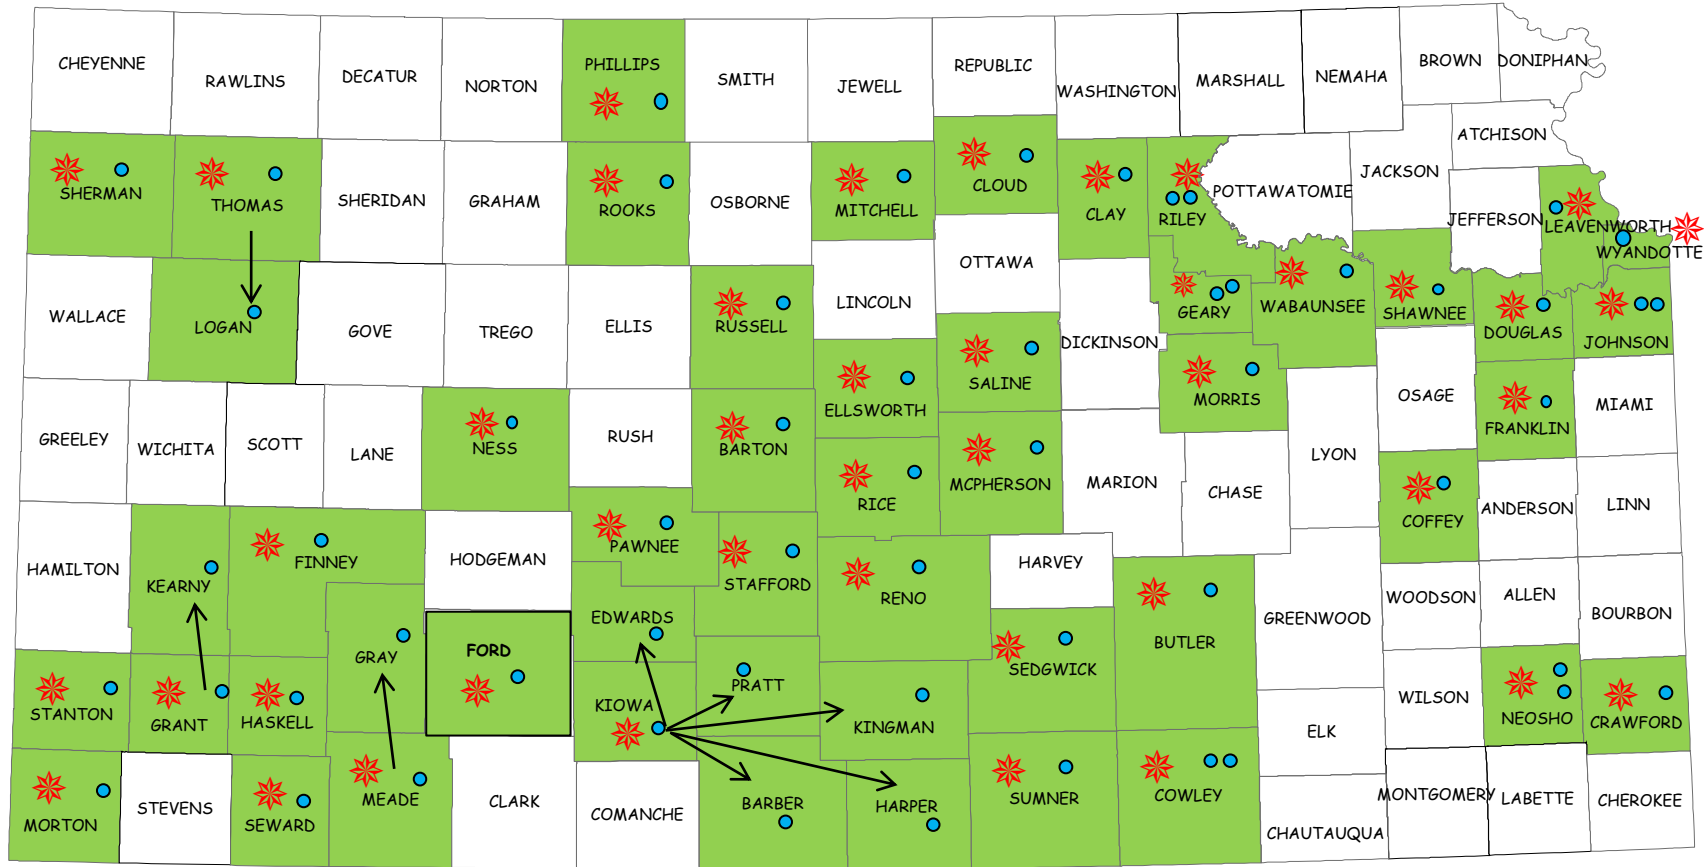 CHEYENNE
RAWLINS
DECATUR
NORTON
PHILLIPS
SMITH
JEWELL
REPUBLIC
WASHINGTON
MARSHALL
NEMAHA
BROWN
DONIPHAN
ATCHISON
SHERMAN
THOMAS
SHERIDAN
GRAHAM
ROOKS
OSBORNE
MITCHELL
CLOUD
CLAY
RILEY
POTTAWATOMIE
JACKSON
JEFFERSON
LEAVENWORTH
WYANDOTTE
WALLACE
LOGAN
GOVE
TREGO
ELLIS
RUSSELL
LINCOLN
OTTAWA
DICKINSON
GEARY
WABAUNSEE
SHAWNEE
DOUGLAS
JOHNSON
SALINE
ELLSWORTH
MORRIS
OSAGE
FRANKLIN
MIAMI
GREELEY
WICHITA
SCOTT
LANE
NESS
RUSH
BARTON
RICE
MCPHERSON
MARION
CHASE
LYON
COFFEY
ANDERSON
LINN
HAMILTON
KEARNY
FINNEY
HODGEMAN
PAWNEE
STAFFORD
RENO
HARVEY
BUTLER
GREENWOOD
WOODSON
ALLEN
BOURBON
EDWARDS
GRAY
FORD
STANTON
GRANT
HASKELL
KIOWA
PRATT
KINGMAN
SEDGWICK
WILSON
NEOSHO
CRAWFORD
ELK
MORTON
STEVENS
SEWARD
MEADE
CLARK
COMANCHE
BARBER
HARPER
SUMNER
COWLEY
CHAUTAUQUA
MONTGOMERY
LABETTE
CHEROKEE